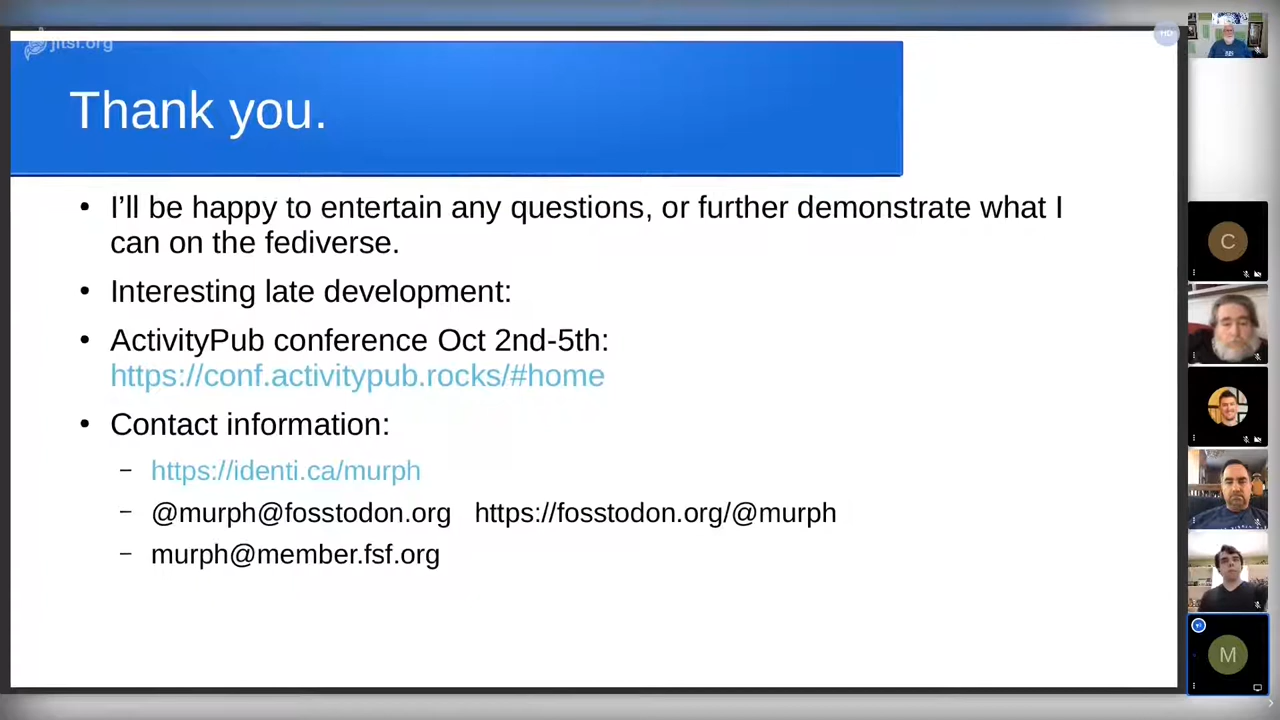 jitsi.org
HD
Thank you.
• I’ll be happy to entertain any questions, or further demonstrate what I
can on the fediverse.
• Interesting late development:
• ActivityPub conference Oct 2nd-5th:
https://conf.activitypub.rocks/#home
• Contact information:
– https://identi.ca/murph
– @murph@fosstodon.org https://fosstodon.org/@murph
– murph@member.fsf.org
C
M